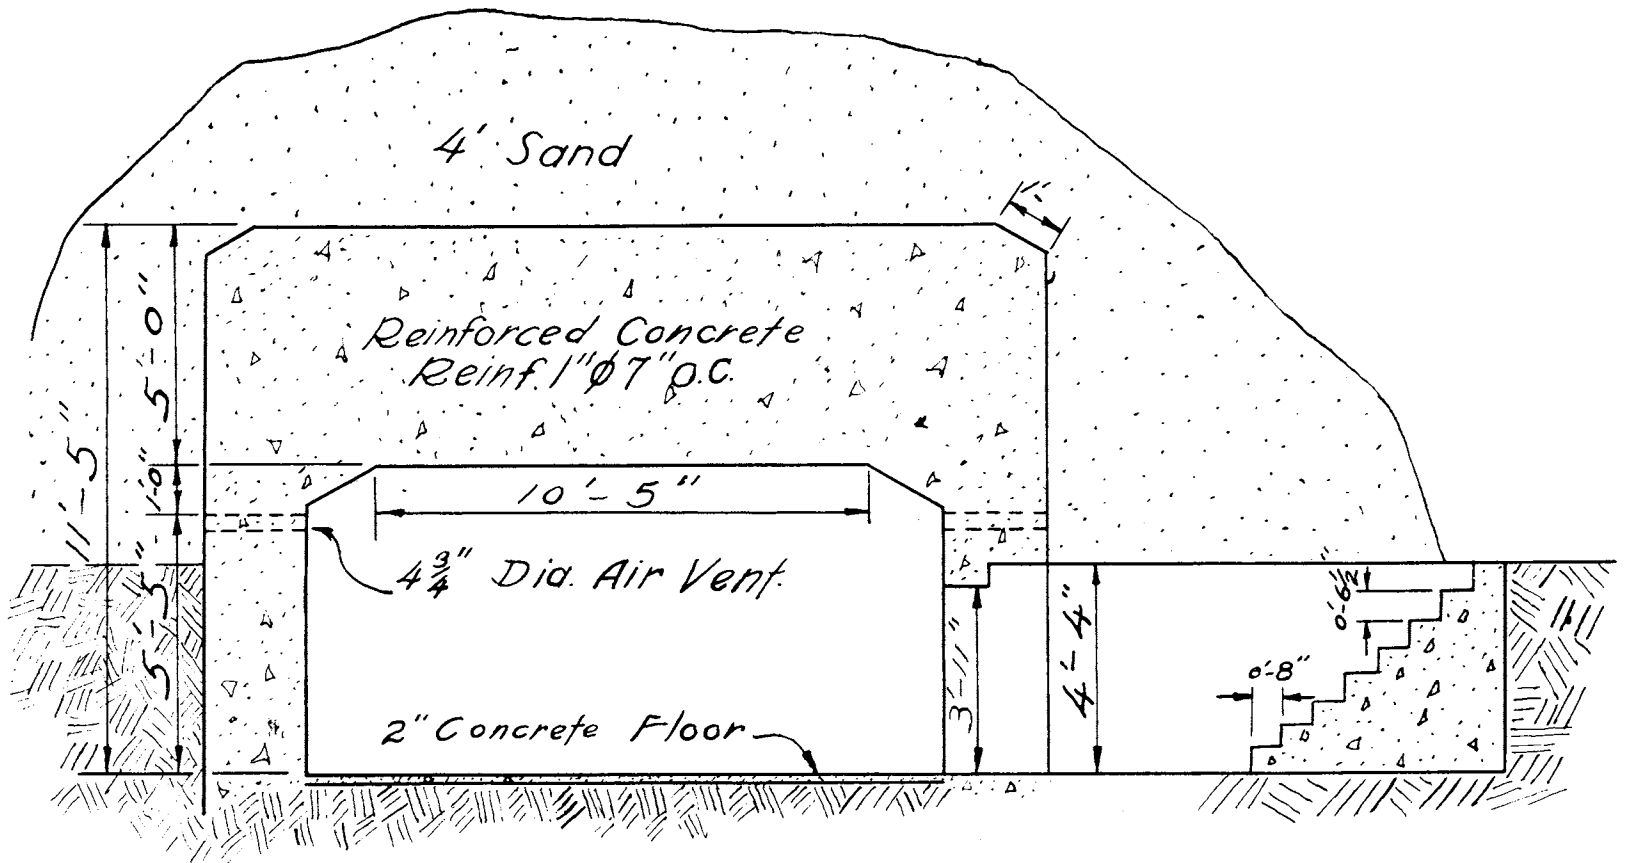 4' Sand
1'
Reinforced Concrete
Reinf. 1"φ7" O.C.
5'-0"
11'-5"
1'-0"
10'-5"
5'-5"
4 3/4" Dia. Air Vent.
0'-6 1/2"
4'-4"
3'-11"
0'-8"
2" Concrete Floor